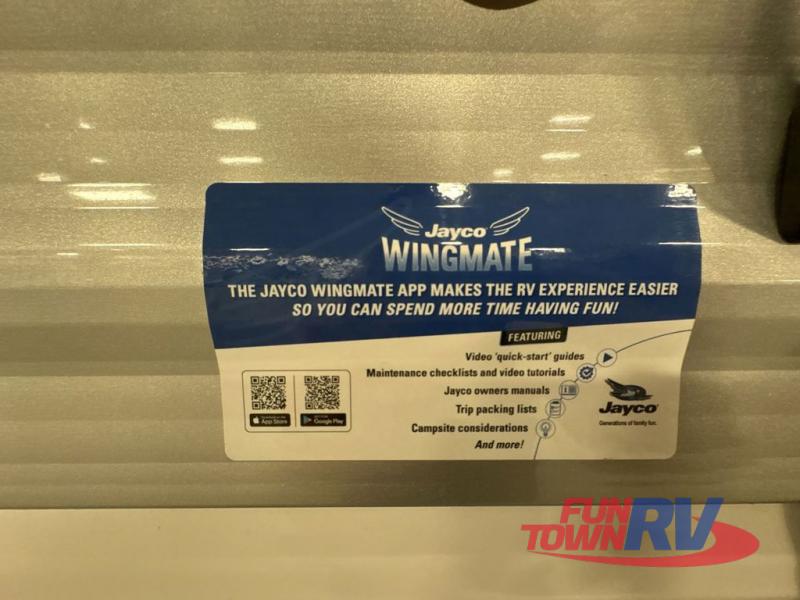 Jayco
WINGMATE
THE JAYCO WINGMATE APP MAKES THE RV EXPERIENCE EASIER
SO YOU CAN SPEND MORE TIME HAVING FUN!
FEATURING
Video 'quick-start' guides
Maintenance checklists and video tutorials
Jayco owners manuals
Trip packing lists
Campsite considerations
And more!
App Store
Google Play
Jayco
Generations of family fun.
FUN
TOWN RV